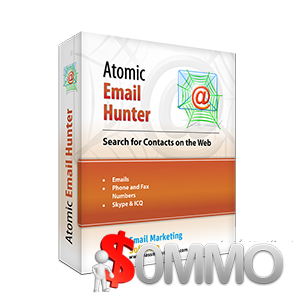 Atomic
Email
Hunter
@
Search for Contacts on the Web
Emails
Phone and Fax
Numbers
Skype & ICQ
Atomic Email Hunter
Email Marketing
$UMMO